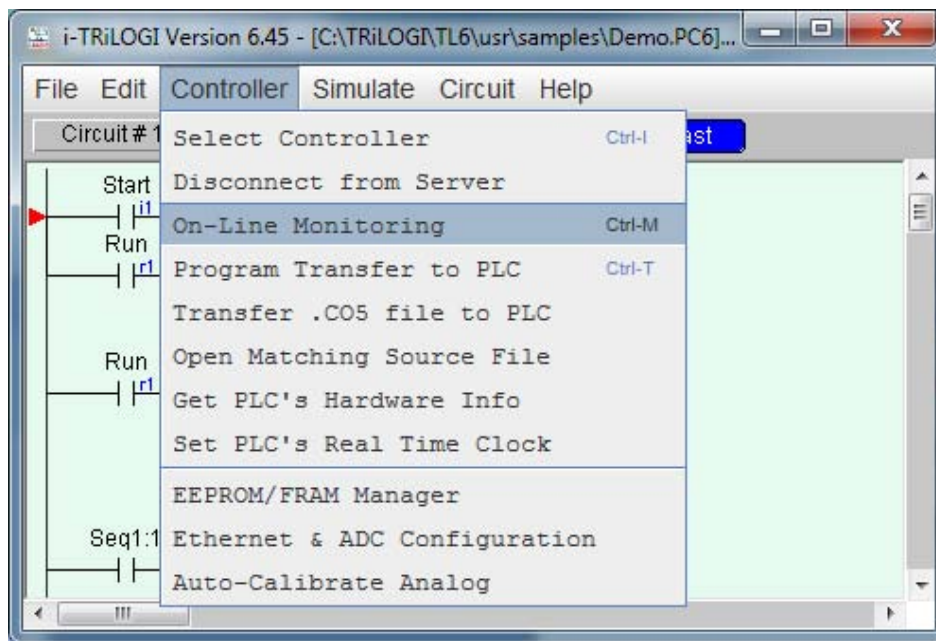 i-TRiLOGI Version 6.45 - [C:\TRiLOGI\TL6\usr\samples\Demo.PC6]...
File Edit Controller Simulate Circuit Help
Circuit # 1
Select Controller Ctrl-I
Disconnect from Server
On-Line Monitoring Ctrl-M
Program Transfer to PLC Ctrl-T
Transfer .CO5 file to PLC
Open Matching Source File
Get PLC's Hardware Info
Set PLC's Real Time Clock
EEPROM/FRAM Manager
Ethernet & ADC Configuration
Auto-Calibrate Analog
Start
i1
Run
r1
Run
r1
Seq1:1